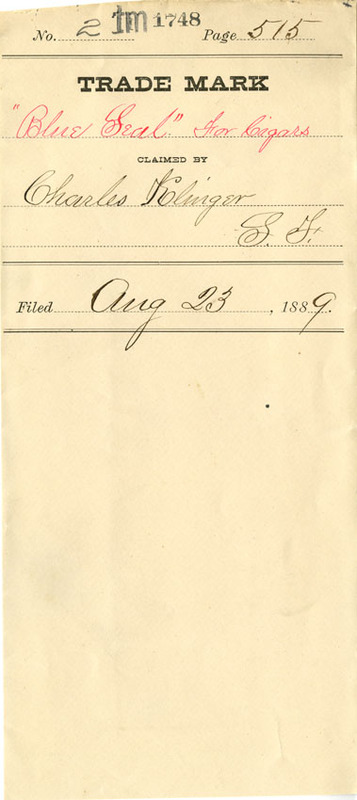 No. 2 tm 1748 Page 515
TRADE MARK
"Blue Seal." For Cigars
CLAIMED BY
Charles Klinger
S. F.
Filed Aug 23, 1889.